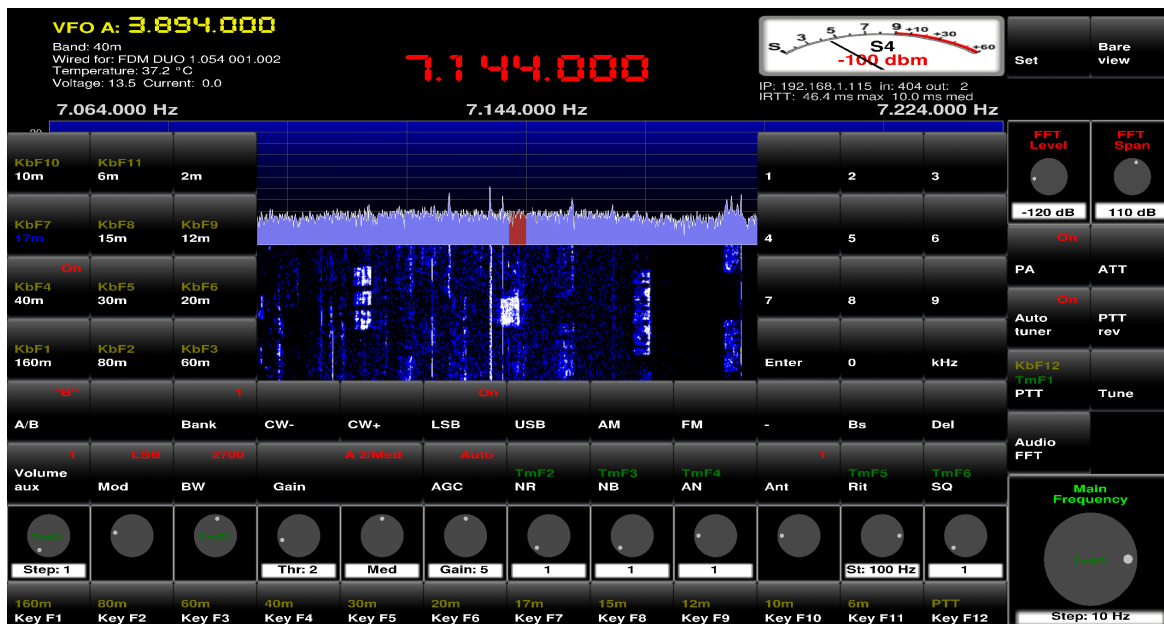 VFO A: 3.894.000
Band: 40m
Wired for: FDM DUO 1.054 001.002
Temperature: 37.2 °C
Voltage: 13.5 Current: 0.0
7.144.000
S 3 5 7 9 +10 +30 +60
S4
-100 dbm
IP: 192.168.1.115 in: 404 out: 2
IRTT: 46.4 ms max 10.0 ms med
Set
Bare
view
7.064.000 Hz 7.144.000 Hz 7.224.000 Hz
KbF10 KbF11
10m 6m 2m 1 2 3
FFT
Level
FFT
Span
-120 dB 110 dB
KbF7 KbF8 KbF9
17m 15m 12m 4 5 6
On
PA ATT
On
KbF4 KbF5 KbF6
40m 30m 20m 7 8 9
On
Auto
tuner
PTT
rev
KbF1 KbF2 KbF3
160m 80m 60m Enter 0 kHz
KbF12
TmF1
PTT Tune
"B" 1 On
A/B Bank CW- CW+ LSB USB AM FM - Bs Del
Audio
FFT
1 LSB 2700 A 2/Med Auto TmF2 TmF3 TmF4 1 TmF5 TmF6
Volume
aux Mod BW Gain AGC NR NB AN Ant Rit SQ
Main
Frequency
Step: 1 Thr: 2 Med Gain: 5 1 1 1 St: 100 Hz 1
160m 80m 60m 40m 30m 20m 17m 15m 12m 10m 6m PTT
Key F1 Key F2 Key F3 Key F4 Key F5 Key F6 Key F7 Key F8 Key F9 Key F10 Key F11 Key F12
Step: 10 Hz